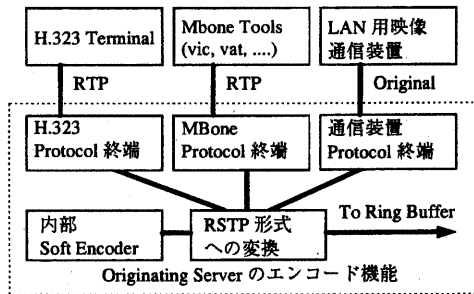 H.323 Terminal
Mbone Tools
(vic, vat, ....)
LAN 用映像
通信装置
RTP
RTP
Original
H.323
Protocol 終端
MBone
Protocol 終端
通信装置
Protocol 終端
内部
Soft Encoder
RSTP 形式
への変換
To Ring Buffer
Originating Server のエンコード機能